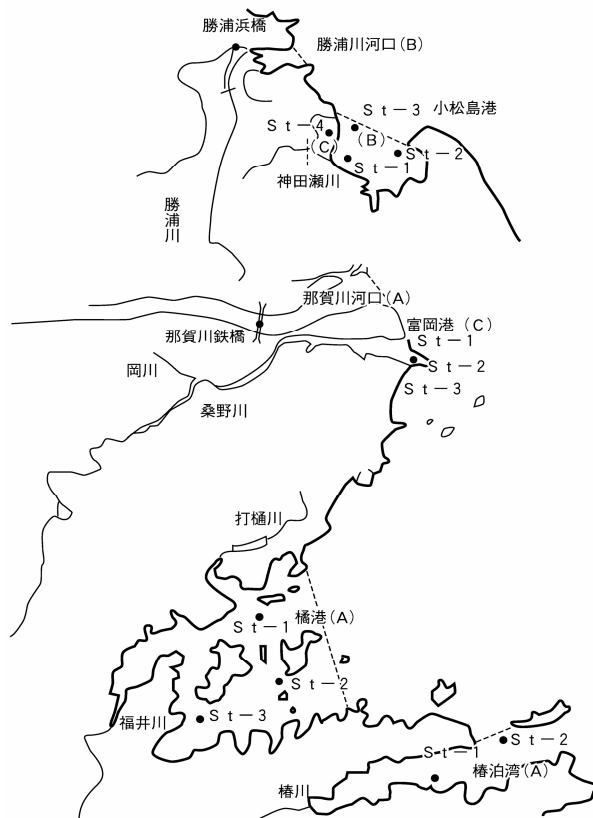 勝浦浜橋
勝浦川河口(B)
Ｓｔ－３ 小松島港
Ｓｔ－４
(B)
(C)
Ｓｔ－２
Ｓｔ－１
神田瀬川
勝浦川
那賀川河口(A)
富岡港(C)
那賀川鉄橋
Ｓｔ－１
岡川
Ｓｔ－２
Ｓｔ－３
桑野川
打樋川
橘港(A)
Ｓｔ－１
Ｓｔ－２
Ｓｔ－３
福井川
Ｓｔ－２
Ｓｔ－１
椿泊湾(A)
椿川